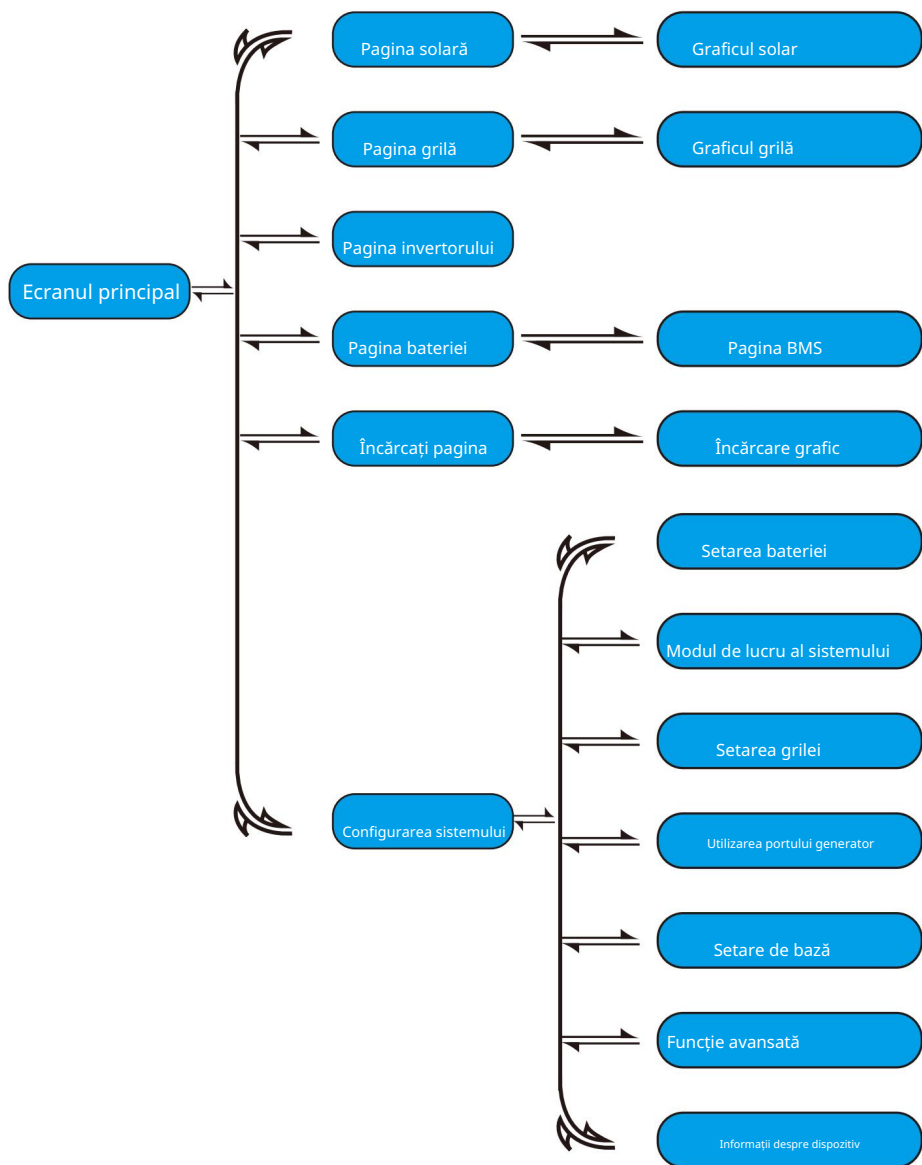 Pagina solară
Graficul solar
Pagina grilă
Graficul grilă
Pagina invertorului
Ecranul principal
Pagina bateriei
Pagina BMS
Încărcați pagina
Încărcare grafic
Setarea bateriei
Modul de lucru al sistemului
Setarea grilei
Configurarea sistemului
Utilizarea portului generator
Setare de bază
Funcție avansată
Informații despre dispozitiv